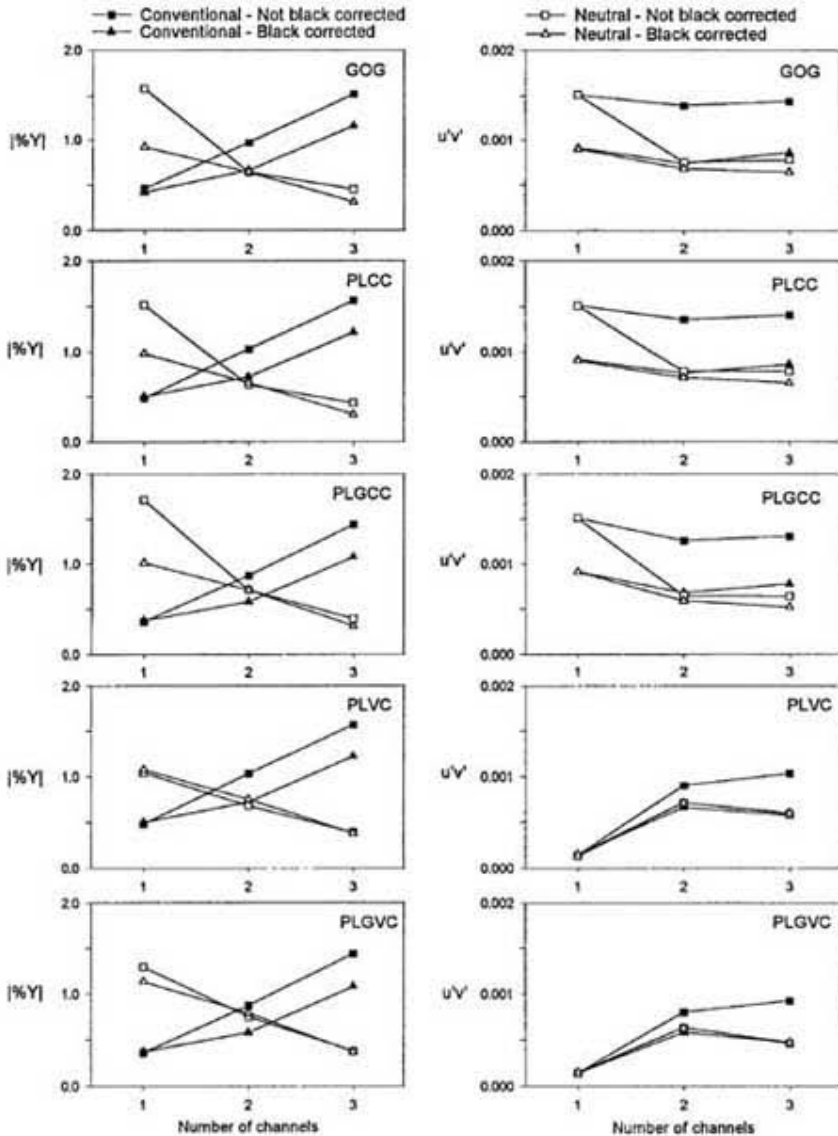 Conventional - Not black corrected
Conventional - Black corrected
Neutral - Not black corrected
Neutral - Black corrected
2.0
GOG
|%Y|
1.0
0.0
1 2 3
0.002
GOG
u'v'
0.001
0.000
1 2 3
2.0
PLCC
|%Y|
1.0
0.0
1 2 3
0.002
PLCC
u'v'
0.001
0.000
1 2 3
2.0
PLGCC
|%Y|
1.0
0.0
1 2 3
0.002
PLGCC
u'v'
0.001
0.000
1 2 3
2.0
PLVC
|%Y|
1.0
0.0
1 2 3
0.002
PLVC
u'v'
0.001
0.000
1 2 3
2.0
PLGVC
|%Y|
1.0
0.0
1 2 3
Number of channels
0.002
PLGVC
u'v'
0.001
0.000
1 2 3
Number of channels